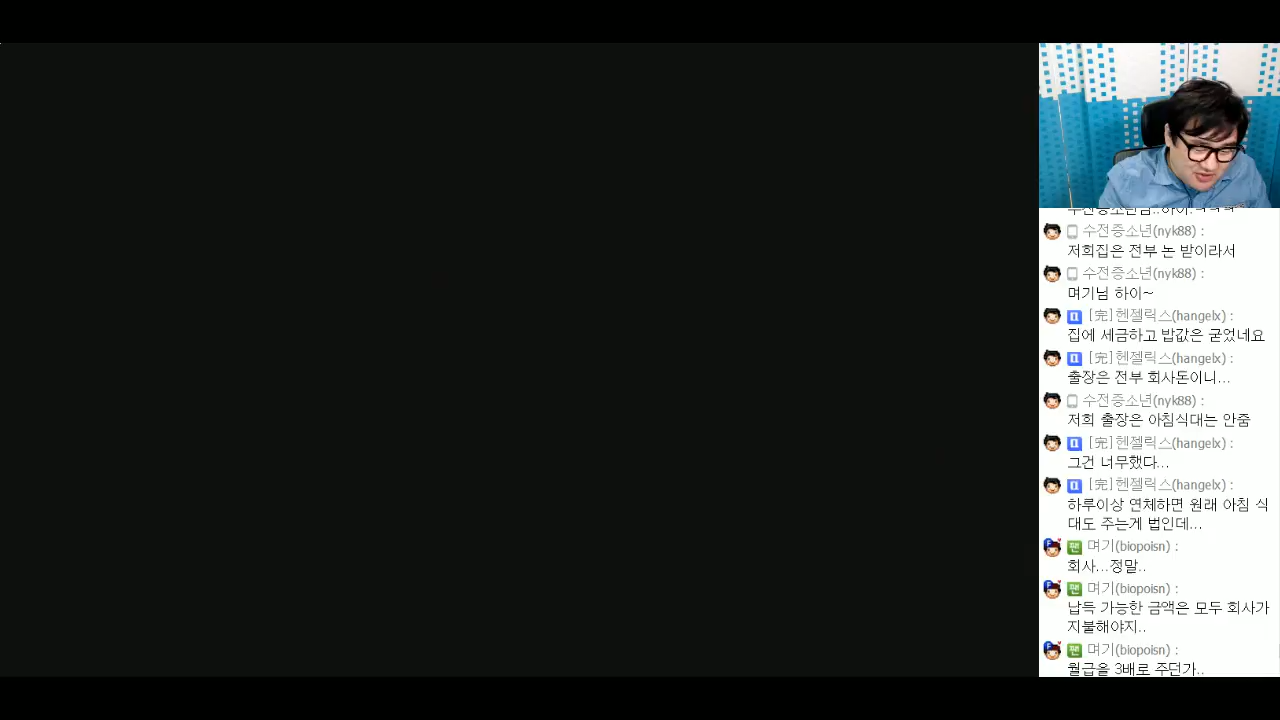 수전증소년(nyk88) :
저희집은 전부 논 밭이라서
수전증소년(nyk88) :
며기님 하이~
[完]헨젤릭스(hangelx) :
집에 세금하고 밥값은 굳었네요
[完]헨젤릭스(hangelx) :
출장은 전부 회사돈이니...
수전증소년(nyk88) :
저희 출장은 아침식대는 안줌
[完]헨젤릭스(hangelx) :
그건 너무했다...
[完]헨젤릭스(hangelx) :
하루이상 연체하면 원래 아침 식
대도 주는게 법인데...
팬 며기(biopoisn) :
회사...정말..
팬 며기(biopoisn) :
납득 가능한 금액은 모두 회사가
지불해야지..
팬 며기(biopoisn) :
월급을 3배로 주던가..